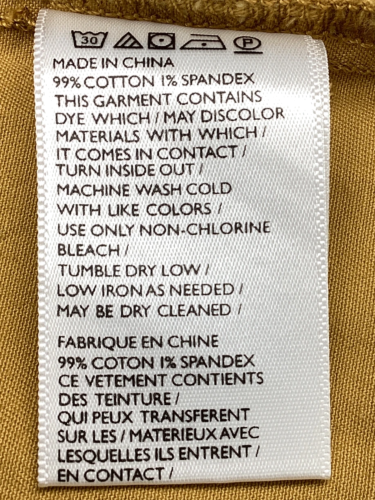 30 P
MADE IN CHINA
99% COTTON 1% SPANDEX
THIS GARMENT CONTAINS
DYE WHICH / MAY DISCOLOR
MATERIALS WITH WHICH /
IT COMES IN CONTACT /
TURN INSIDE OUT /
MACHINE WASH COLD
WITH LIKE COLORS /
USE ONLY NON-CHLORINE
BLEACH /
TUMBLE DRY LOW /
LOW IRON AS NEEDED /
MAY BE DRY CLEANED /
FABRIQUE EN CHINE
99% COTON 1% SPANDEX
CE VETEMENT CONTIENTS
DES TEINTURE /
QUI PEUX TRANSFERENT
SUR LES / MATERIEUX AVEC
LESQUELLES ILS ENTRENT /
EN CONTACT /